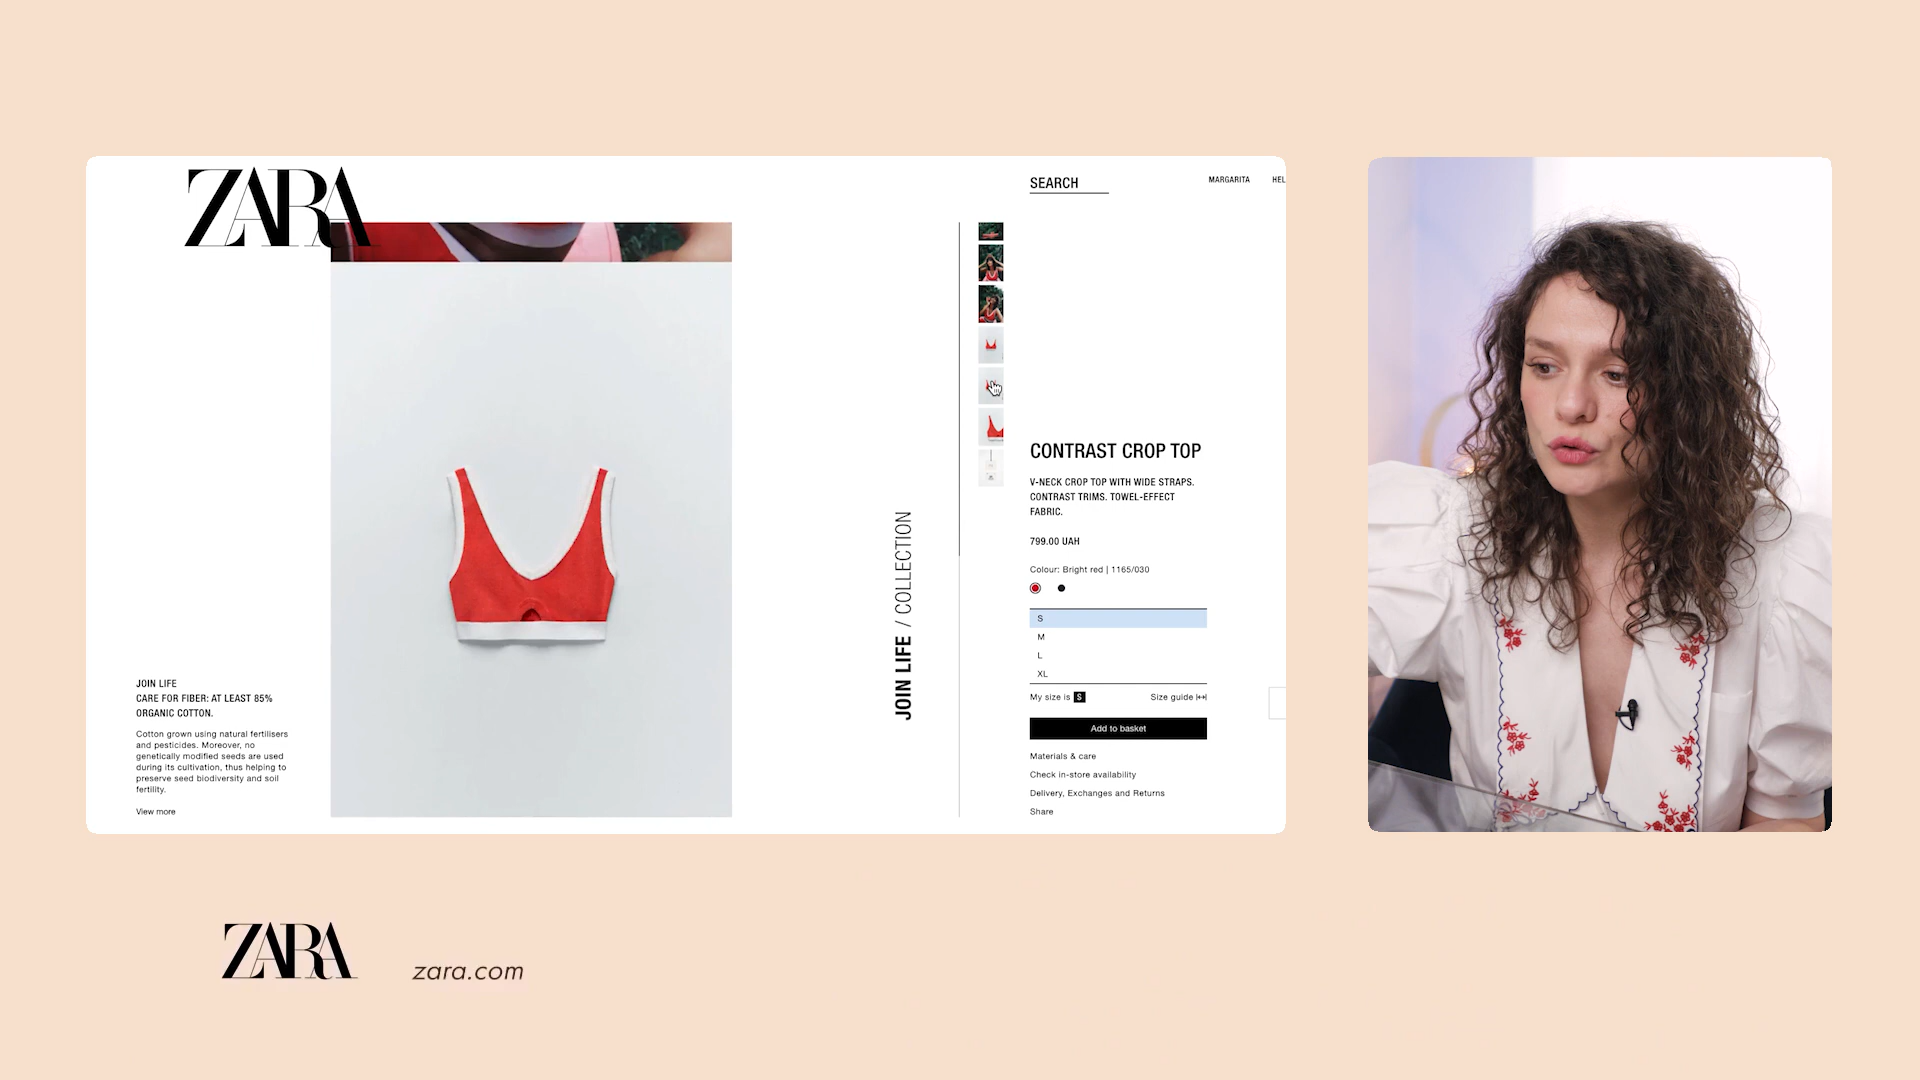 ZARA
SEARCH
MARGARITA
HEL
CONTRAST CROP TOP
V-NECK CROP TOP WITH WIDE STRAPS.
CONTRAST TRIMS. TOWEL-EFFECT
FABRIC.
799.00 UAH
Colour: Bright red | 1165/030
S
M
L
XL
My size is S
Size guide
Add to basket
Materials & care
Check in-store availability
Delivery, Exchanges and Returns
Share
JOIN LIFE / COLLECTION
JOIN LIFE
CARE FOR FIBER: AT LEAST 85%
ORGANIC COTTON.
Cotton grown using natural fertilisers
and pesticides. Moreover, no
genetically modified seeds are used
during its cultivation, thus helping to
preserve seed biodiversity and soil
fertility.
View more
ZARA
zara.com